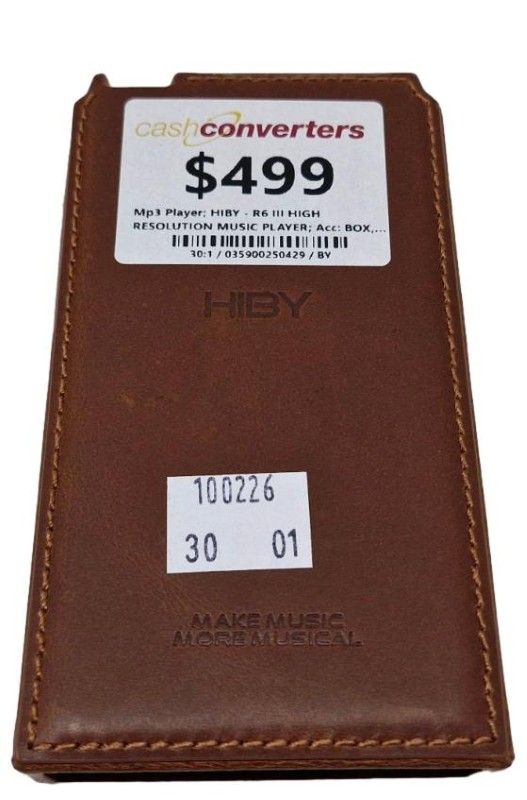 cashconverters
$499
Mp3 Player; HIBY - R6 III HIGH
RESOLUTION MUSIC PLAYER; Acc: BOX,...
30:1 / 035900250429 / BY
HIBY
100226
30 01
MAKE MUSIC
MORE MUSICAL